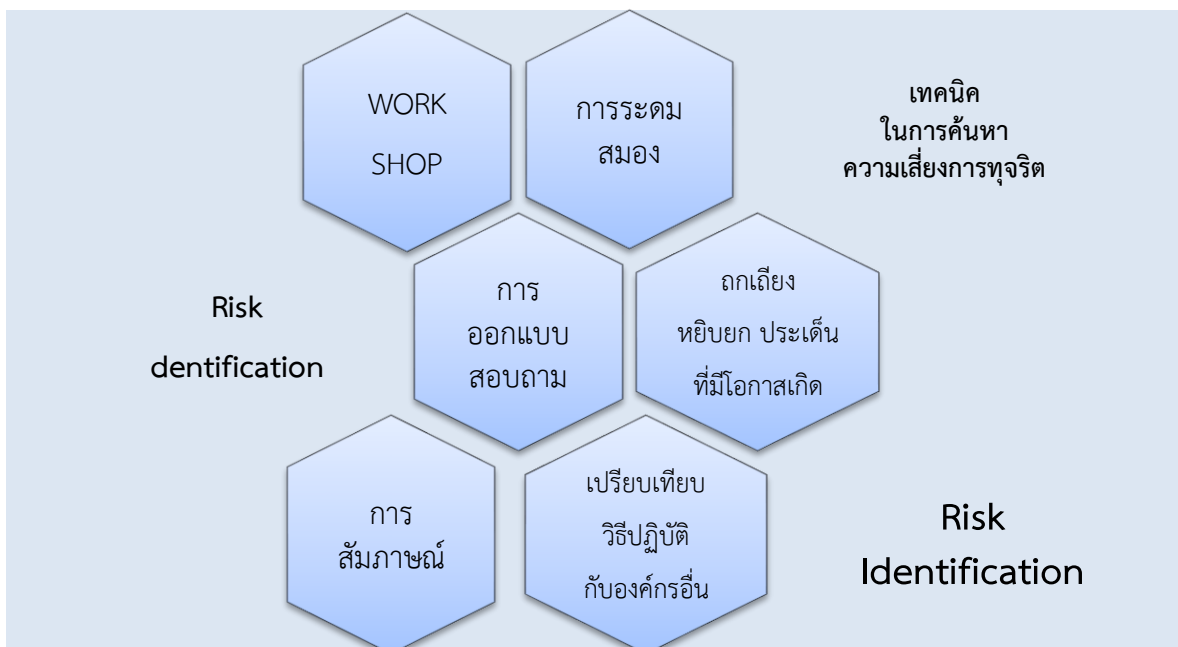 WORK
SHOP
การระดม
สมอง
เทคนิค
ในการค้นหา
ความเสี่ยงการทุจริต
Risk
dentification
การ
ออกแบบ
สอบถาม
ถกเถียง
หยิบยก ประเด็น
ที่มีโอกาสเกิด
การ
สัมภาษณ์
เปรียบเทียบ
วิธีปฏิบัติ
กับองค์กรอื่น
Risk
Identification